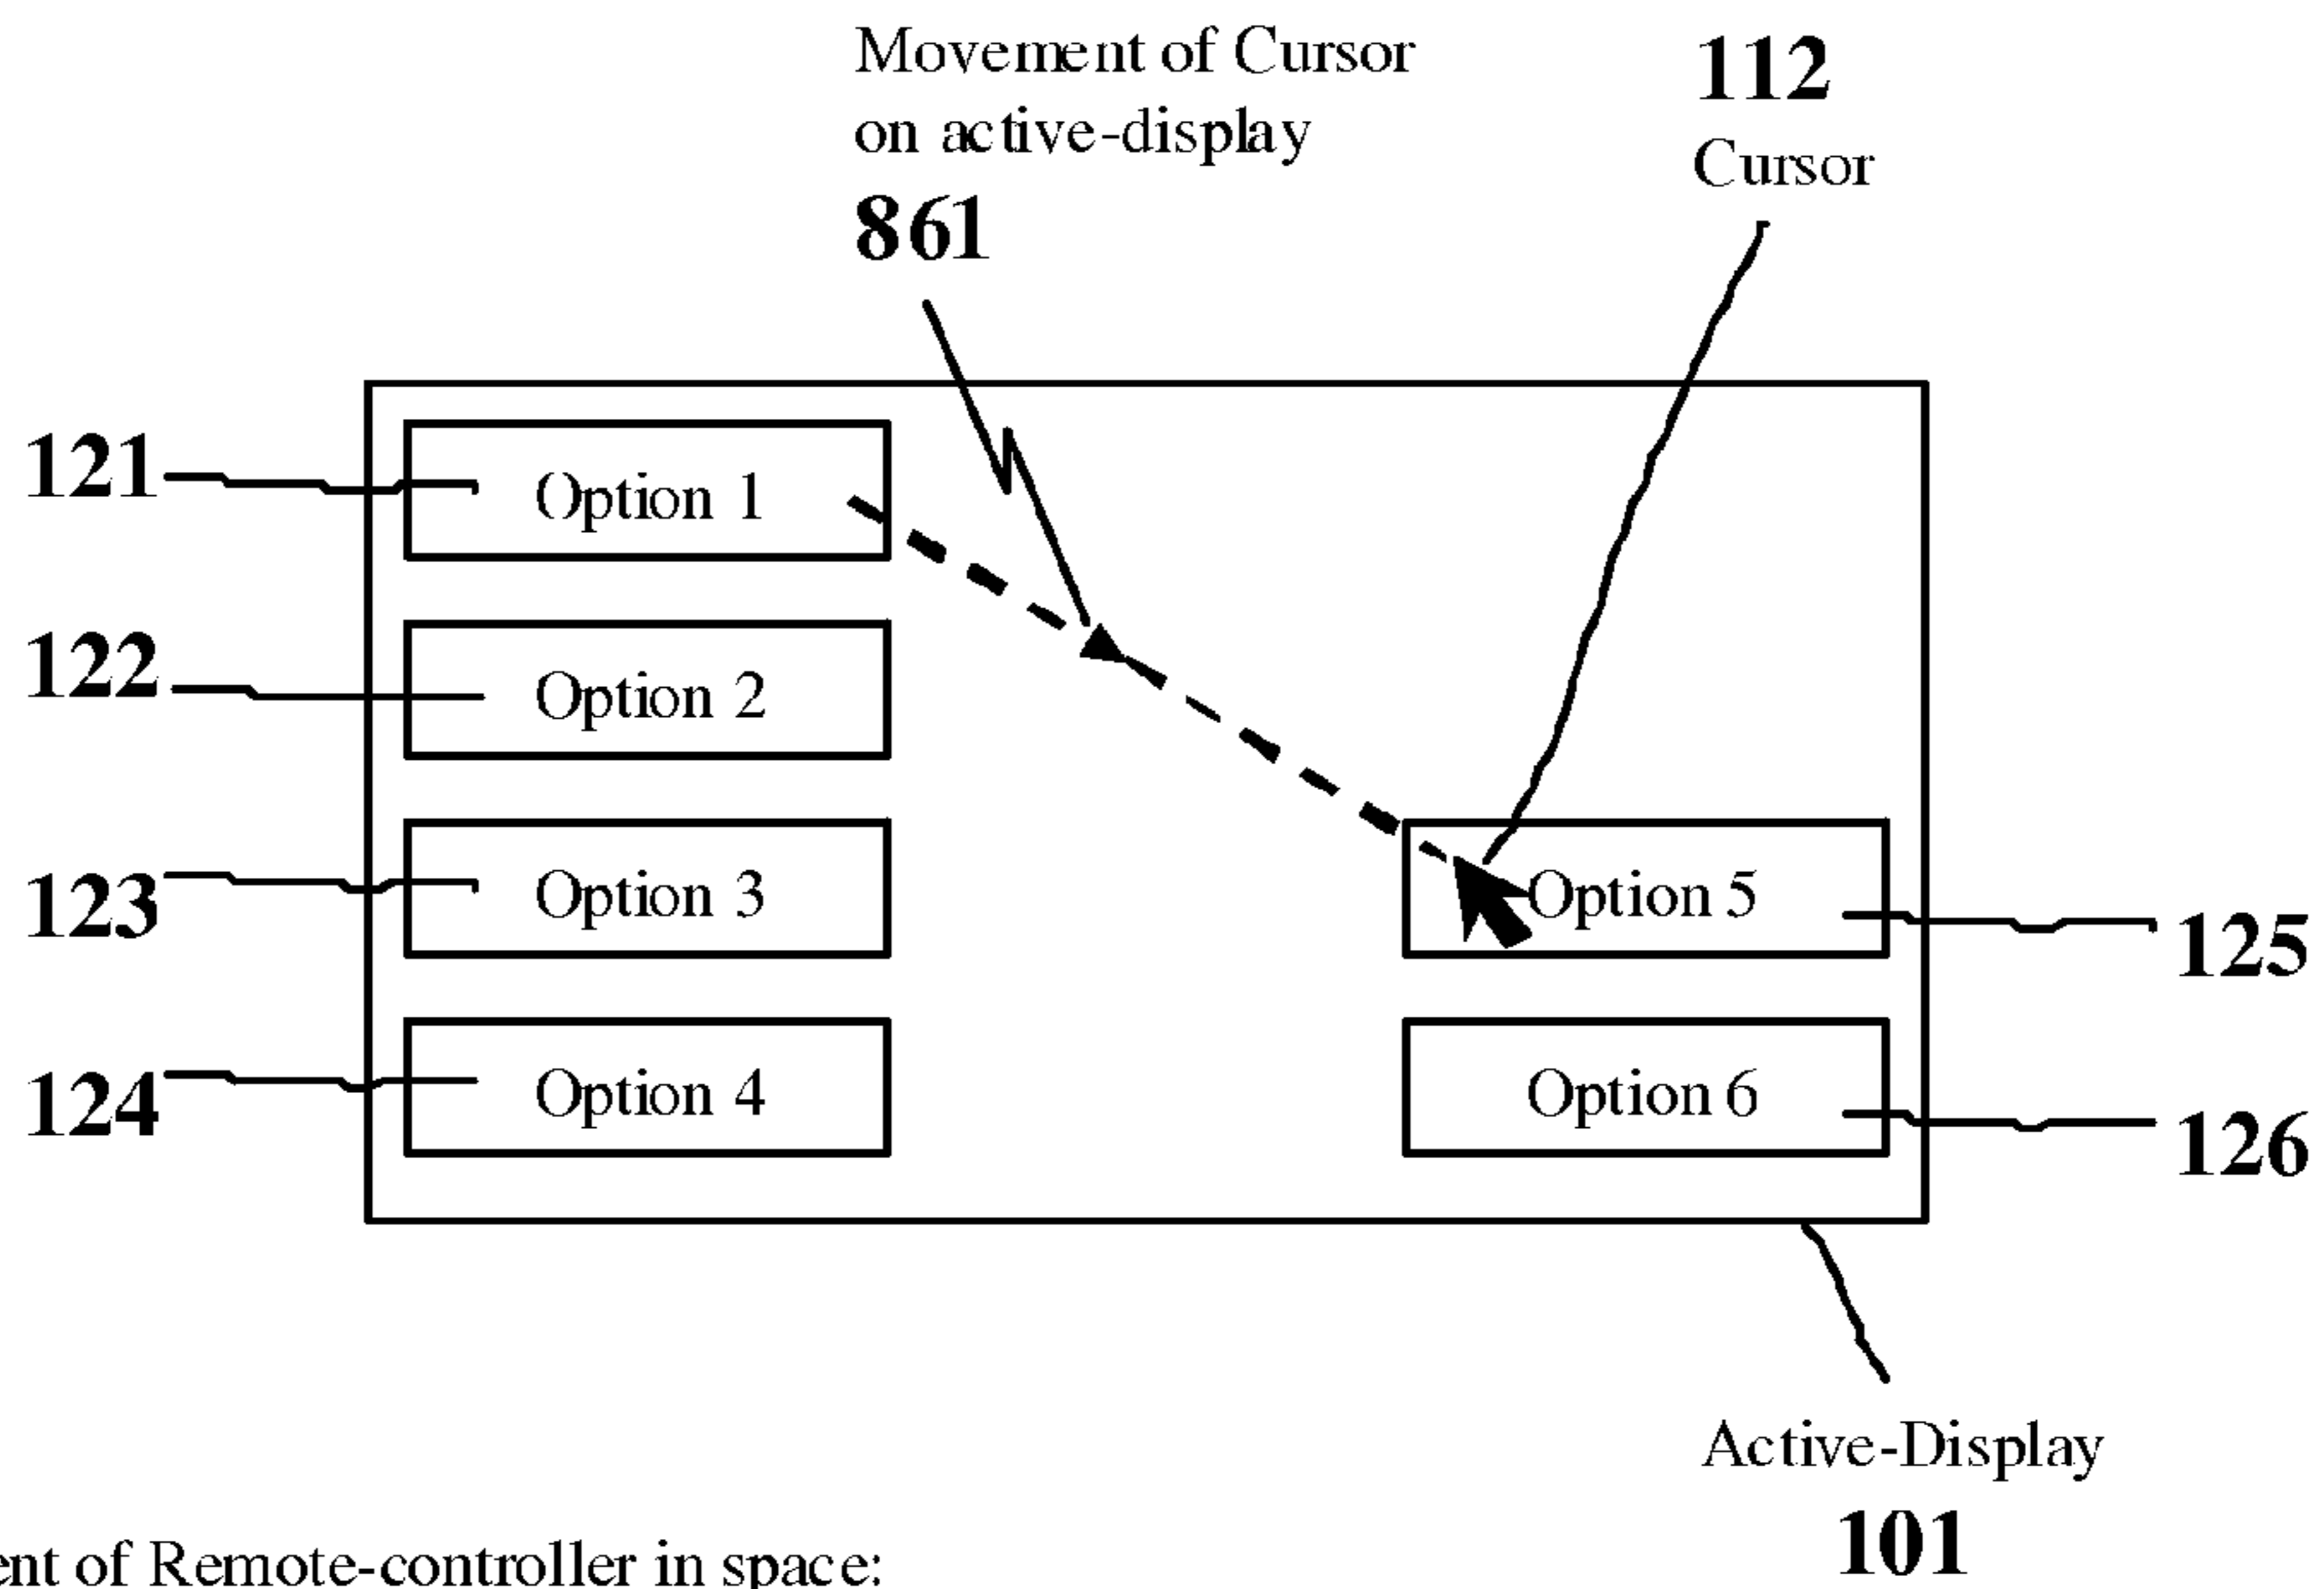 Movement of Cursor
on active-display
861
112
Cursor
121
Option 1
122
Option 2
123
Option 3
Option 5
125
124
Option 4
Option 6
126
Active-Display
101
of Remote-controller in space: